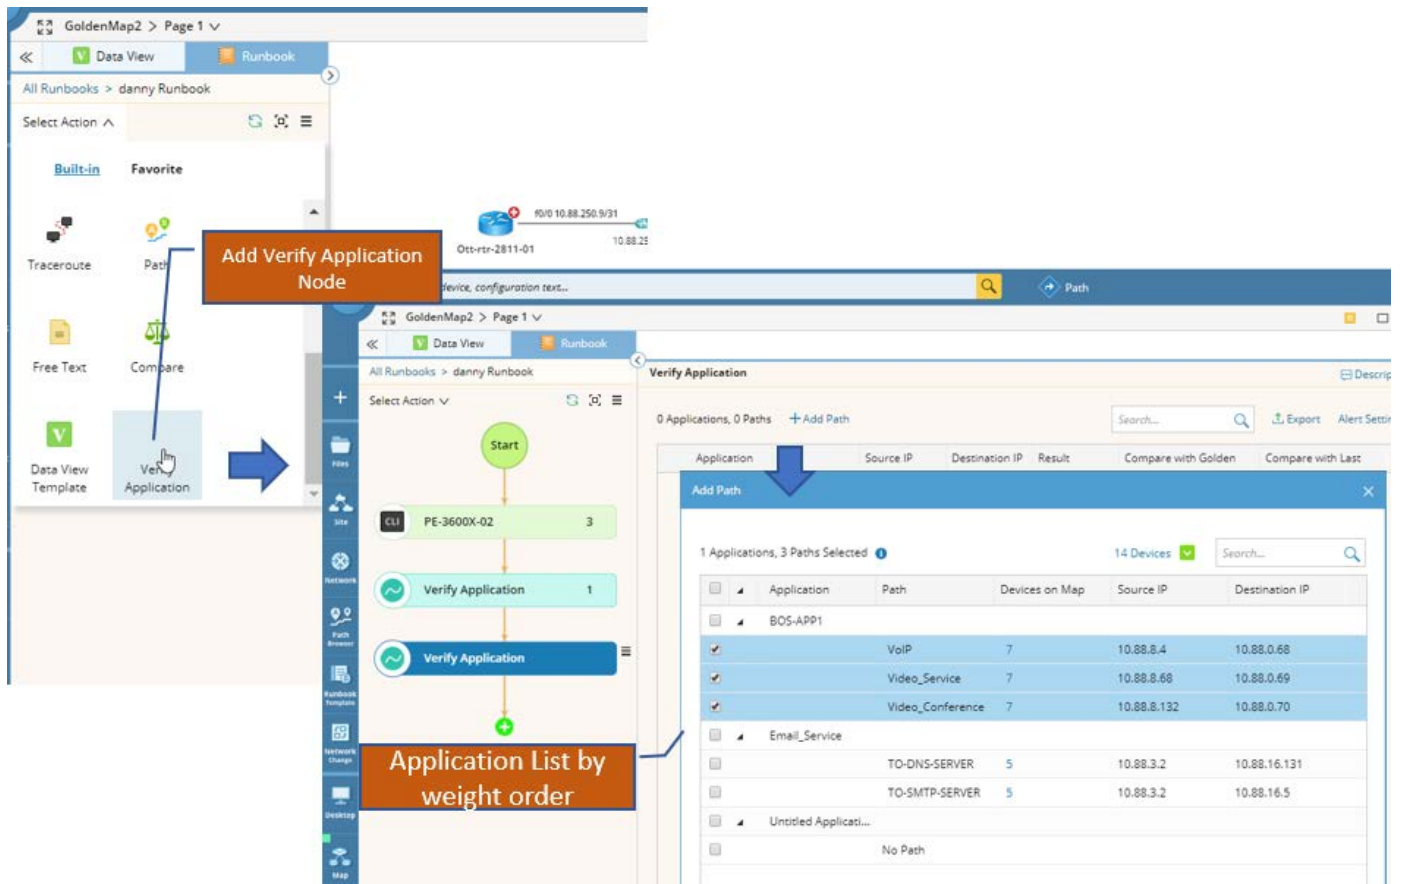 GoldenMap2 > Page 1
Data View
Runbook
All Runbooks > danny Runbook
Select Action
Built-in
Favorite
Traceroute
Path
Free Text
Compare
Data View
Template
Verify
Application
Add Verify Application
Node
f0/0 10.88.250.9/31
Ott-rtr-2811-01
device, configuration text...
Path
GoldenMap2 > Page 1
Data View
Runbook
All Runbooks > danny Runbook
Select Action
Start
CLI
PE-3600X-02
3
Verify Application
1
Verify Application
Files
Site
Network
Path
Browser
Runbook
Template
Network
Change
Desktop
Map
Application List by
weight order
Verify Application
0 Applications, 0 Paths
+Add Path
Search...
Export
Application
Source IP
Destination IP
Result
Compare with Golden
Compare with Last
Add Path
1 Applications, 3 Paths Selected
14 Devices
Search...
Application
Path
Devices on Map
Source IP
Destination IP
BOS-APP1
VoIP 7 10.88.8.4 10.88.0.68
Video_Service 7 10.88.8.68 10.88.0.69
Video_Conference 7 10.88.8.132 10.88.0.70
Email_Service
TO-DNS-SERVER 5 10.88.3.2 10.88.16.131
TO-SMTP-SERVER 5 10.88.3.2 10.88.16.5
Untitled Applicati...
No Path